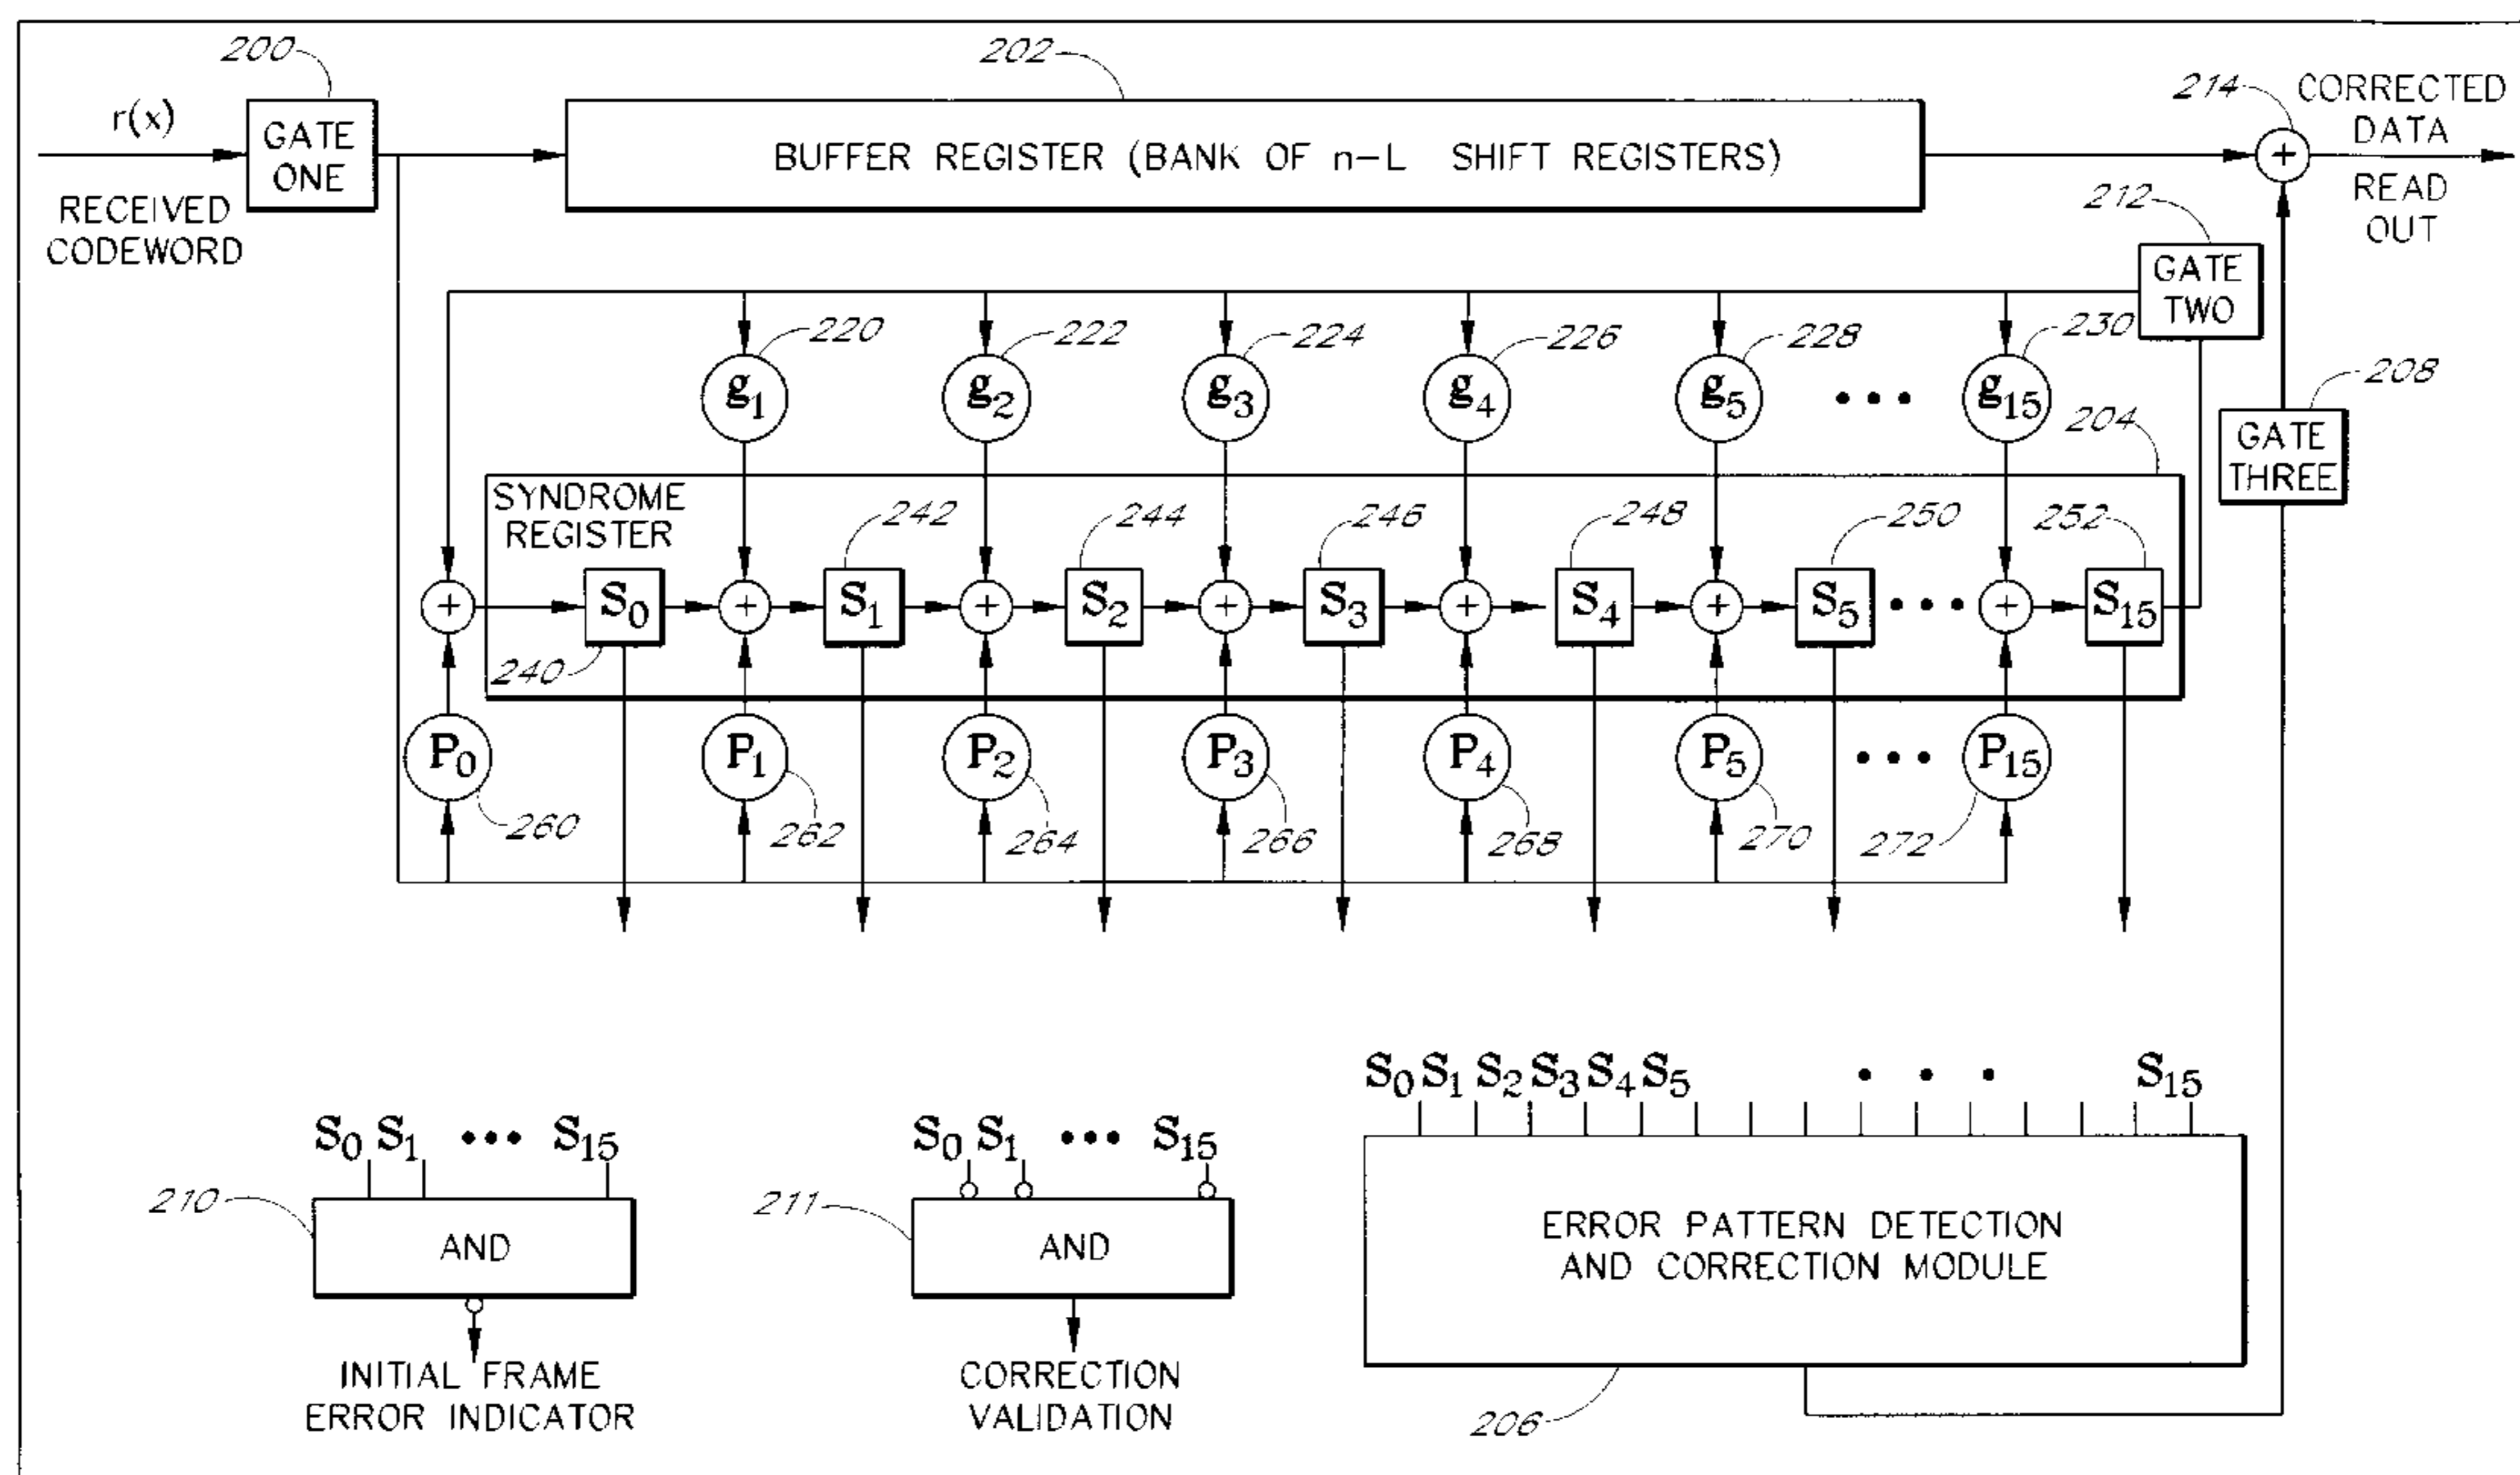 200
202
214
CORRECTED
DATA
READ
OUT
r(x)
GATE
ONE
BUFFER REGISTER (BANK OF n-L SHIFT REGISTERS)
+
RECEIVED
CODEWORD
212
GATE
TWO
220
222
224
226
228
230
208
g1
g2
g3
g4
g5
• • •
g15
204
GATE
THREE
SYNDROME
REGISTER
242
244
246
248
250
252
+ S0 + S1 + S2 + S3 + S4 + S5 • • • + S15
240
P0
P1
P2
P3
P4
P5
• • •
P15
260
262
264
266
268
270
272
S0 S1 S2 S3 S4 S5 • • • S15
S0 S1 ••• S15
S0 S1 ••• S15
210
AND
211
AND
ERROR PATTERN DETECTION
AND CORRECTION MODULE
INITIAL FRAME
ERROR INDICATOR
CORRECTION
VALIDATION
206